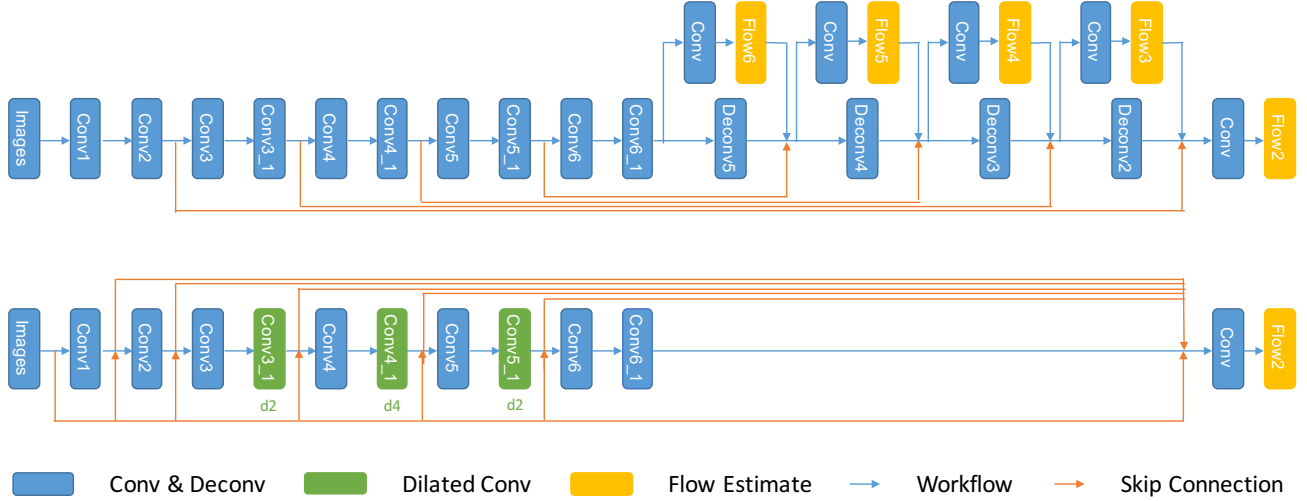 Conv Flow6 Conv Flow5 Conv Flow4 Conv Flow3
Images Conv1 Conv2 Conv3 Conv3_1 Conv4 Conv4_1 Conv5 Conv5_1 Conv6 Conv6_1 Deconv5 Deconv4 Deconv3 Deconv2 Conv Flow2
Images Conv1 Conv2 Conv3 Conv3_1 Conv4 Conv4_1 Conv5 Conv5_1 Conv6 Conv6_1 Conv Flow2
d2 d4 d2
Conv & Deconv Dilated Conv Flow Estimate Workflow Skip Connection